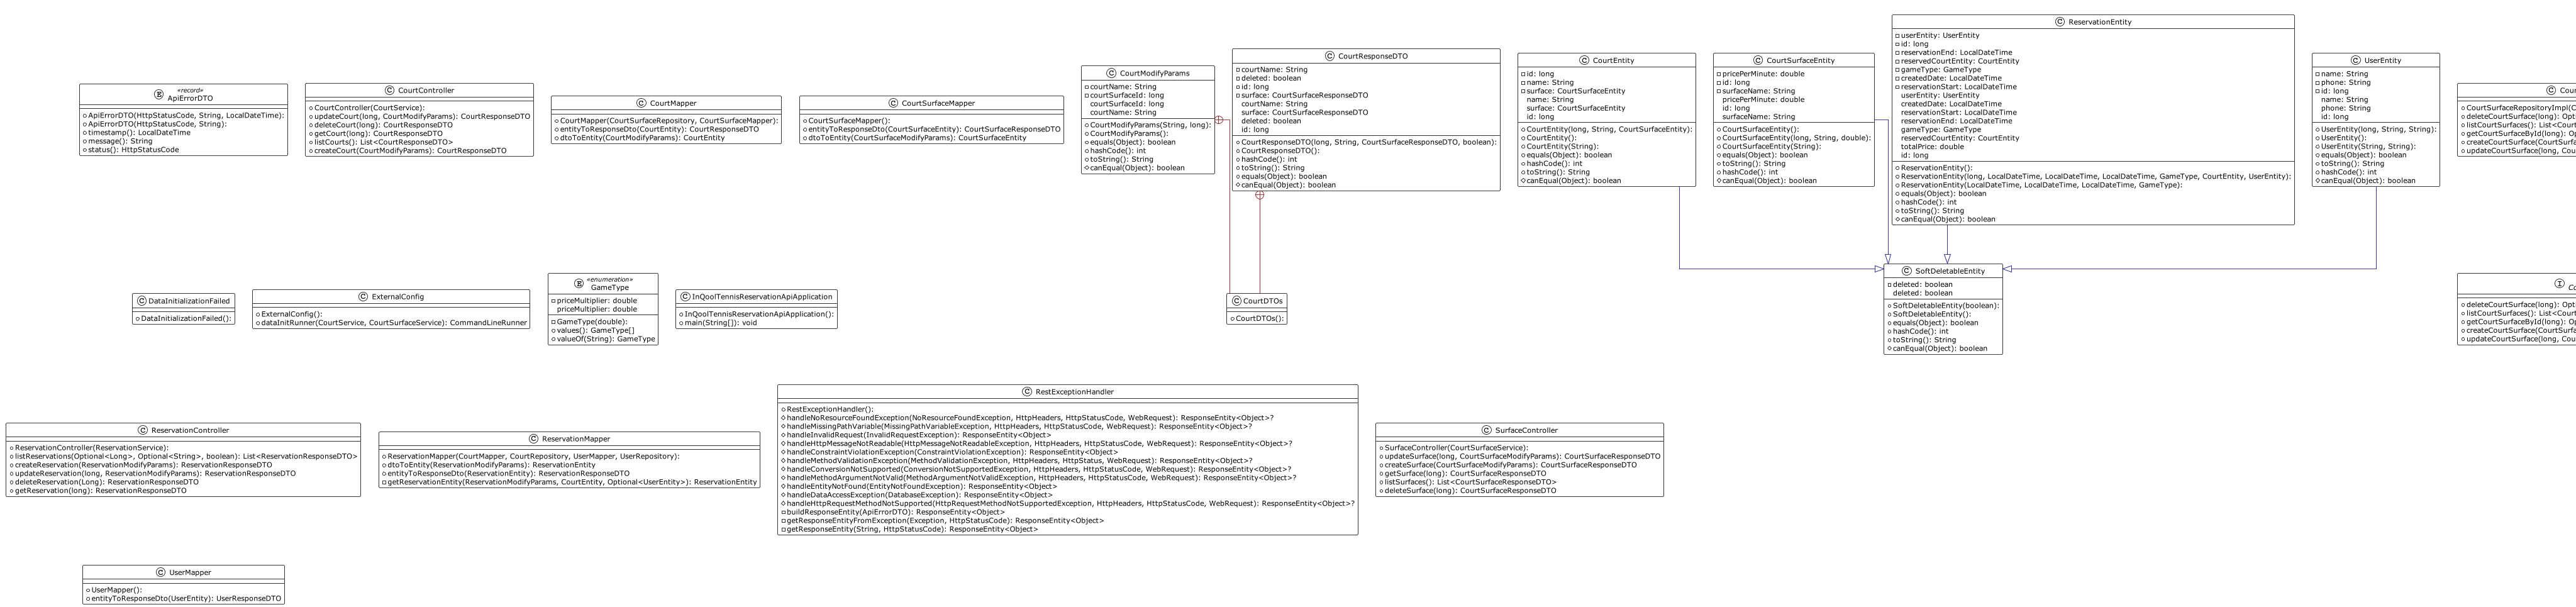 «record»
ApiErrorDTO
ApiErrorDTO(HttpStatusCode, String, LocalDateTime):
ApiErrorDTO(HttpStatusCode, String):
timestamp(): LocalDateTime
message(): String
status(): HttpStatusCode
CourtController
CourtController(CourtService):
updateCourt(long, CourtModifyParams): CourtResponseDTO
deleteCourt(long): CourtResponseDTO
getCourt(long): CourtResponseDTO
listCourts(): List<CourtResponseDTO>
createCourt(CourtModifyParams): CourtResponseDTO
CourtMapper
CourtMapper(CourtSurfaceRepository, CourtSurfaceMapper):
entityToResponseDto(CourtEntity): CourtResponseDTO
dtoToEntity(CourtModifyParams): CourtEntity
CourtSurfaceMapper
CourtSurfaceMapper():
entityToResponseDto(CourtSurfaceEntity): CourtSurfaceResponseDTO
dtoToEntity(CourtSurfaceModifyParams): CourtSurfaceEntity
CourtModifyParams
courtName: String
courtSurfaceId: long
courtSurfaceId: long
courtName: String
CourtModifyParams(String, long):
CourtModifyParams():
equals(Object): boolean
hashCode(): int
toString(): String
canEqual(Object): boolean
CourtResponseDTO
courtName: String
deleted: boolean
id: long
surface: CourtSurfaceResponseDTO
courtName: String
surface: CourtSurfaceResponseDTO
deleted: boolean
id: long
CourtResponseDTO(long, String, CourtSurfaceResponseDTO, boolean):
CourtResponseDTO():
hashCode(): int
toString(): String
equals(Object): boolean
canEqual(Object): boolean
CourtEntity
id: long
name: String
surface: CourtSurfaceEntity
name: String
surface: CourtSurfaceEntity
id: long
CourtEntity(long, String, CourtSurfaceEntity):
CourtEntity():
CourtEntity(String):
equals(Object): boolean
hashCode(): int
toString(): String
canEqual(Object): boolean
CourtSurfaceEntity
pricePerMinute: double
id: long
surfaceName: String
pricePerMinute: double
id: long
surfaceName: String
CourtSurfaceEntity():
CourtSurfaceEntity(long, String, double):
CourtSurfaceEntity(String):
equals(Object): boolean
toString(): String
hashCode(): int
canEqual(Object): boolean
ReservationEntity
userEntity: UserEntity
id: long
reservationEnd: LocalDateTime
reservedCourtEntity: CourtEntity
gameType: GameType
createdDate: LocalDateTime
reservationStart: LocalDateTime
userEntity: UserEntity
createdDate: LocalDateTime
reservationStart: LocalDateTime
reservationEnd: LocalDateTime
gameType: GameType
reservedCourtEntity: CourtEntity
totalPrice: double
id: long
ReservationEntity():
ReservationEntity(long, LocalDateTime, LocalDateTime, LocalDateTime, GameType, CourtEntity, UserEntity):
ReservationEntity(LocalDateTime, LocalDateTime, LocalDateTime, GameType):
equals(Object): boolean
hashCode(): int
toString(): String
canEqual(Object): boolean
UserEntity
name: String
phone: String
id: long
name: String
phone: String
id: long
UserEntity(long, String, String):
UserEntity():
UserEntity(String, String):
equals(Object): boolean
toString(): String
hashCode(): int
canEqual(Object): boolean
Cour
CourtSurfaceRepositoryImpl(C
deleteCourtSurface(long): Opti
listCourtSurfaces(): List<Court
getCourtSurfaceById(long): Op
createCourtSurface(CourtSurfa
updateCourtSurface(long, Cou
DataInitializationFailed
DataInitializationFailed():
ExternalConfig
ExternalConfig():
dataInitRunner(CourtService, CourtSurfaceService): CommandLineRunner
«enumeration»
GameType
priceMultiplier: double
priceMultiplier: double
GameType(double):
values(): GameType[]
valueOf(String): GameType
InQoolTennisReservationApiApplication
InQoolTennisReservationApiApplication():
main(String[]): void
CourtDTOs
CourtDTOs():
SoftDeletableEntity
deleted: boolean
deleted: boolean
SoftDeletableEntity(boolean):
SoftDeletableEntity():
equals(Object): boolean
hashCode(): int
toString(): String
canEqual(Object): boolean
deleteCourtSurface(long): Opti
listCourtSurfaces(): List<Court
getCourtSurfaceById(long): Op
createCourtSurface(CourtSurfa
updateCourtSurface(long, Cou
ReservationController
ReservationController(ReservationService):
listReservations(Optional<Long>, Optional<String>, boolean): List<ReservationResponseDTO>
createReservation(ReservationModifyParams): ReservationResponseDTO
updateReservation(long, ReservationModifyParams): ReservationResponseDTO
deleteReservation(Long): ReservationResponseDTO
getReservation(long): ReservationResponseDTO
ReservationMapper
ReservationMapper(CourtMapper, CourtRepository, UserMapper, UserRepository):
dtoToEntity(ReservationModifyParams): ReservationEntity
entityToResponseDto(ReservationEntity): ReservationResponseDTO
getReservationEntity(ReservationModifyParams, CourtEntity, Optional<UserEntity>): ReservationEntity
RestExceptionHandler
RestExceptionHandler():
handleNoResourceFoundException(NoResourceFoundException, HttpHeaders, HttpStatusCode, WebRequest): ResponseEntity<Object>?
handleMissingPathVariable(MissingPathVariableException, HttpHeaders, HttpStatusCode, WebRequest): ResponseEntity<Object>?
handleInvalidRequest(InvalidRequestException): ResponseEntity<Object>
handleHttpMessageNotReadable(HttpMessageNotReadableException, HttpHeaders, HttpStatusCode, WebRequest): ResponseEntity<Object>?
handleConstraintViolationException(ConstraintViolationException): ResponseEntity<Object>
handleMethodValidationException(MethodValidationException, HttpHeaders, HttpStatus, WebRequest): ResponseEntity<Object>?
handleConversionNotSupported(ConversionNotSupportedException, HttpHeaders, HttpStatusCode, WebRequest): ResponseEntity<Object>?
handleMethodArgumentNotValid(MethodArgumentNotValidException, HttpHeaders, HttpStatusCode, WebRequest): ResponseEntity<Object>?
handleEntityNotFound(EntityNotFoundException): ResponseEntity<Object>
handleDataAccessException(DatabaseException): ResponseEntity<Object>
handleHttpRequestMethodNotSupported(HttpRequestMethodNotSupportedException, HttpHeaders, HttpStatusCode, WebRequest): ResponseEntity<Object>?
buildResponseEntity(ApiErrorDTO): ResponseEntity<Object>
getResponseEntityFromException(Exception, HttpStatusCode): ResponseEntity<Object>
getResponseEntity(String, HttpStatusCode): ResponseEntity<Object>
SurfaceController
SurfaceController(CourtSurfaceService):
updateSurface(long, CourtSurfaceModifyParams): CourtSurfaceResponseDTO
createSurface(CourtSurfaceModifyParams): CourtSurfaceResponseDTO
getSurface(long): CourtSurfaceResponseDTO
listSurfaces(): List<CourtSurfaceResponseDTO>
deleteSurface(long): CourtSurfaceResponseDTO
UserMapper
UserMapper():
entityToResponseDto(UserEntity): UserResponseDTO